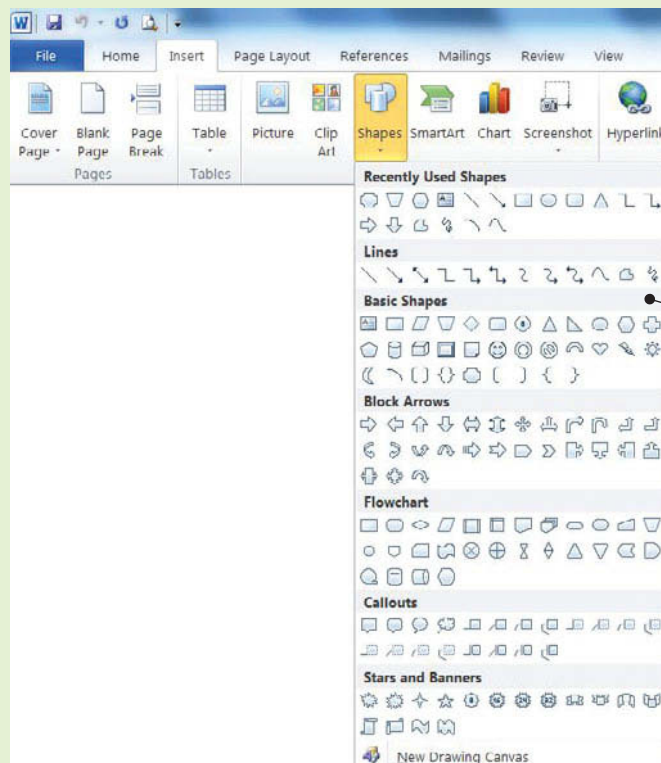 W
File Home Insert Page Layout References Mailings Review View
Cover Page Blank Page Page Break Table Picture Clip Art Shapes SmartArt Chart Screenshot Hyperlink
Pages Tables
Recently Used Shapes
Lines
Basic Shapes
Block Arrows
Flowchart
Callouts
Stars and Banners
New Drawing Canvas